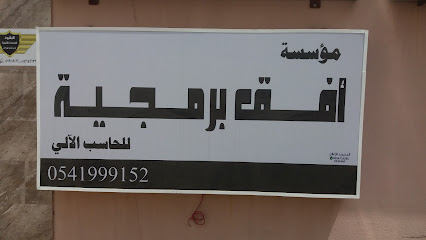 مؤسسة
أفق برمجية
للحاسب الآلي
0541999152